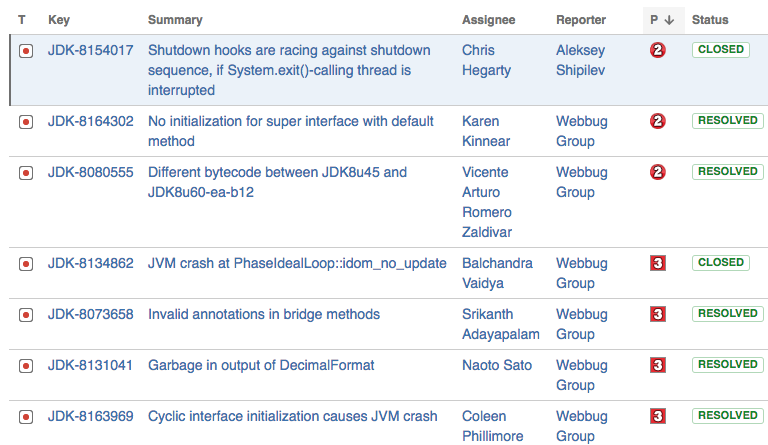 T Key Summary Assignee Reporter P ↓ Status
JDK-8154017 Shutdown hooks are racing against shutdown Chris Aleksey 2 CLOSED
sequence, if System.exit()-calling thread is Hegarty Shipilev
interrupted
JDK-8164302 No initialization for super interface with default Karen Webbug 2 RESOLVED
method Kinnear Group
JDK-8080555 Different bytecode between JDK8u45 and Vicente Webbug 2 RESOLVED
JDK8u60-ea-b12 Arturo Group
Romero
Zaldivar
JDK-8134862 JVM crash at PhaseIdealLoop::idom_no_update Balchandra Webbug 3 CLOSED
Vaidya Group
JDK-8073658 Invalid annotations in bridge methods Srikanth Webbug 3 RESOLVED
Adayapalam Group
JDK-8131041 Garbage in output of DecimalFormat Naoto Sato Webbug 3 RESOLVED
Group
JDK-8163969 Cyclic interface initialization causes JVM crash Coleen Webbug 3 RESOLVED
Phillimore Group